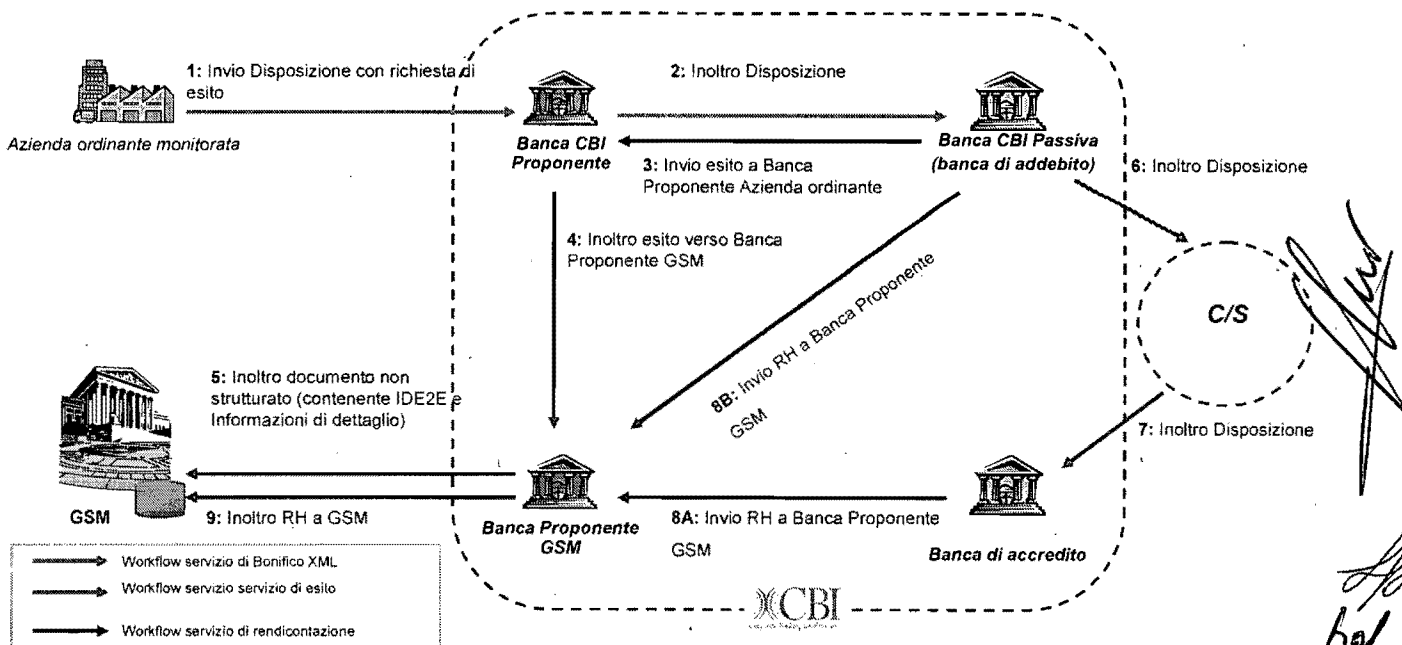 1: Invio Disposizione con richiesta di
esito
Azienda ordinante monitorata
Banca CBI
Proponente
2: Inoltro Disposizione
Banca CBI Passiva
(banca di addebito)
3: Invio esito a Banca
Proponente Azienda ordinante
6: Inoltro Disposizione
4: Inoltro esito verso Banca
Proponente GSM
8B: Invio RH a Banca Proponente
GSM
C/S
5: Inoltro documento non
strutturato (contenente IDE2E e
Informazioni di dettaglio)
7: Inoltro Disposizione
GSM
9: Inoltro RH a GSM
Banca Proponente
GSM
8A: Invio RH a Banca Proponente
GSM
Banca di accredito
Workflow servizio di Bonifico XML
Workflow servizio servizio di esito
Workflow servizio di rendicontazione
CBI